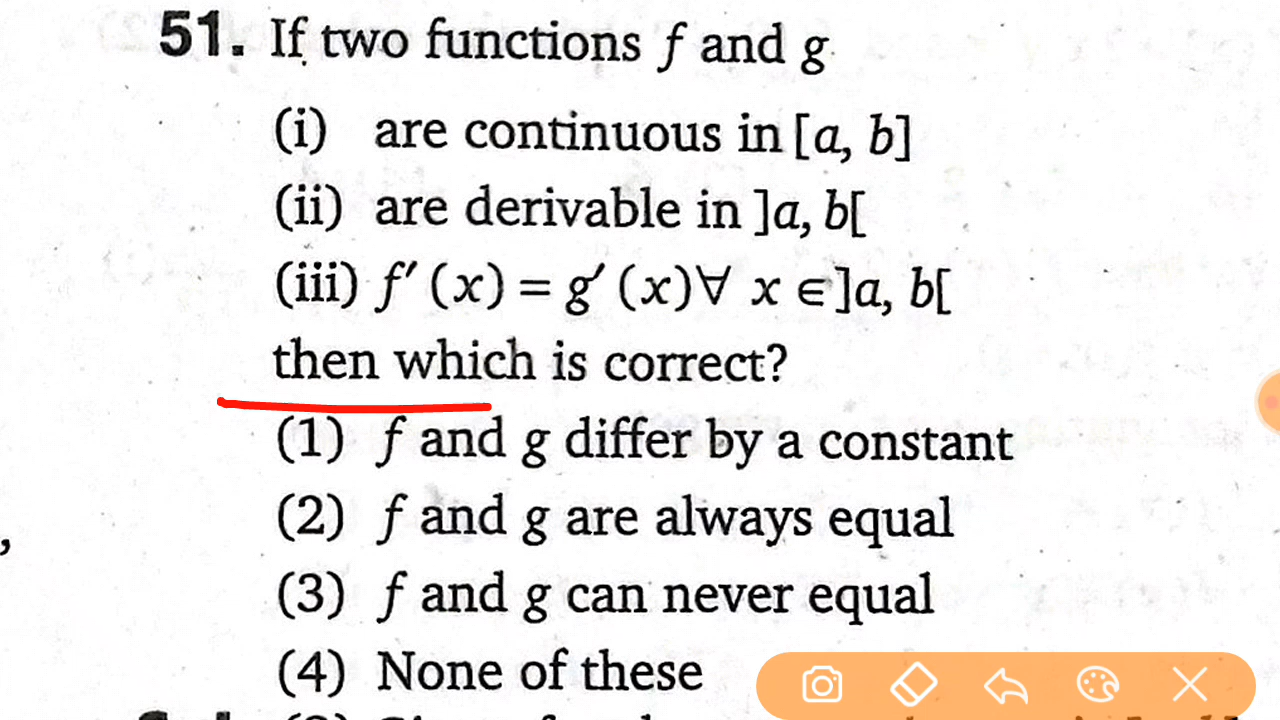 51. If two functions f and g
(i) are continuous in [a, b]
(ii) are derivable in ]a, b[
(iii) f′ (x) = g′ (x)∀ x ∈]a, b[
then which is correct?
(1) f and g differ by a constant
(2) f and g are always equal
(3) f and g can never equal
(4) None of these